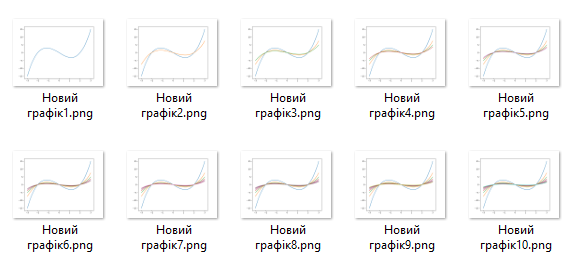 Новий
графік1.png
Новий
графік2.png
Новий
графік3.png
Новий
графік4.png
Новий
графік5.png
Новий
графік6.png
Новий
графік7.png
Новий
графік8.png
Новий
графік9.png
Новий
графік10.png